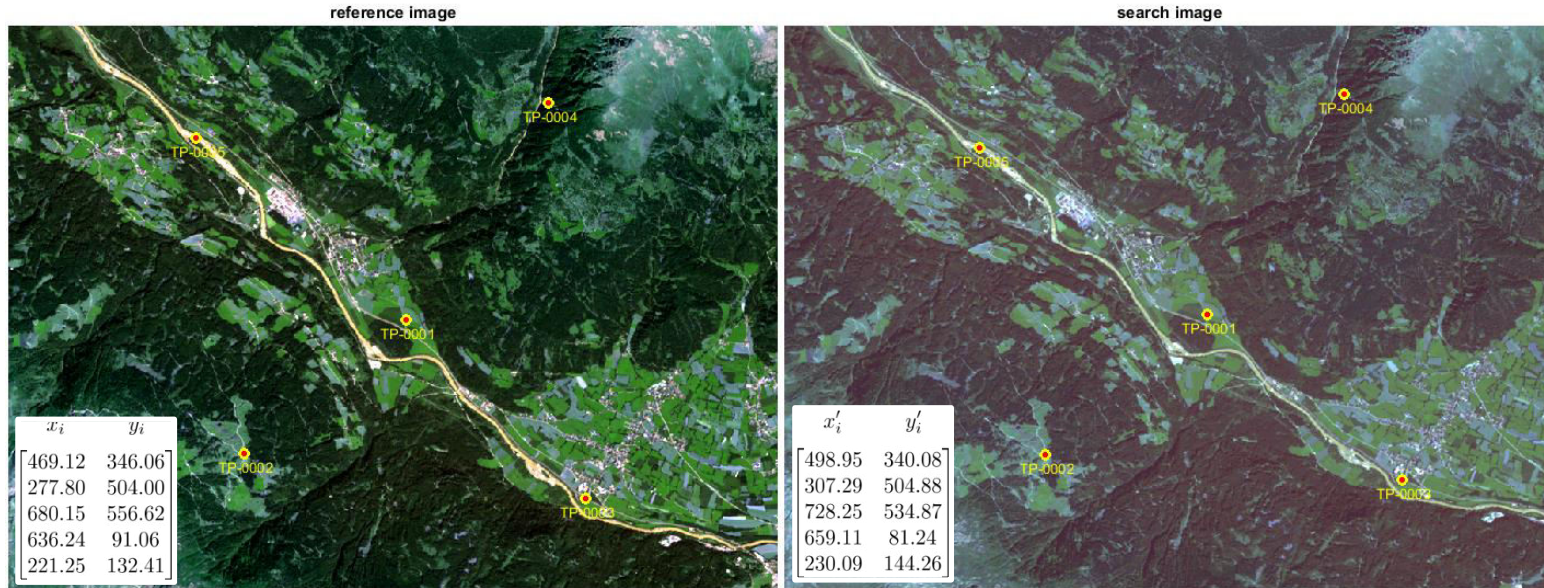 reference image
TP-0004
TP-0005
TP-0001
TP-0002
TP-0003
x_i y_i
469.12 346.06
277.80 504.00
680.15 556.62
636.24 91.06
221.25 132.41
search image
TP-0004
TP-0005
TP-0001
TP-0002
TP-0003
x'_i y'_i
498.95 340.08
307.29 504.88
728.25 534.87
659.11 81.24
230.09 144.26